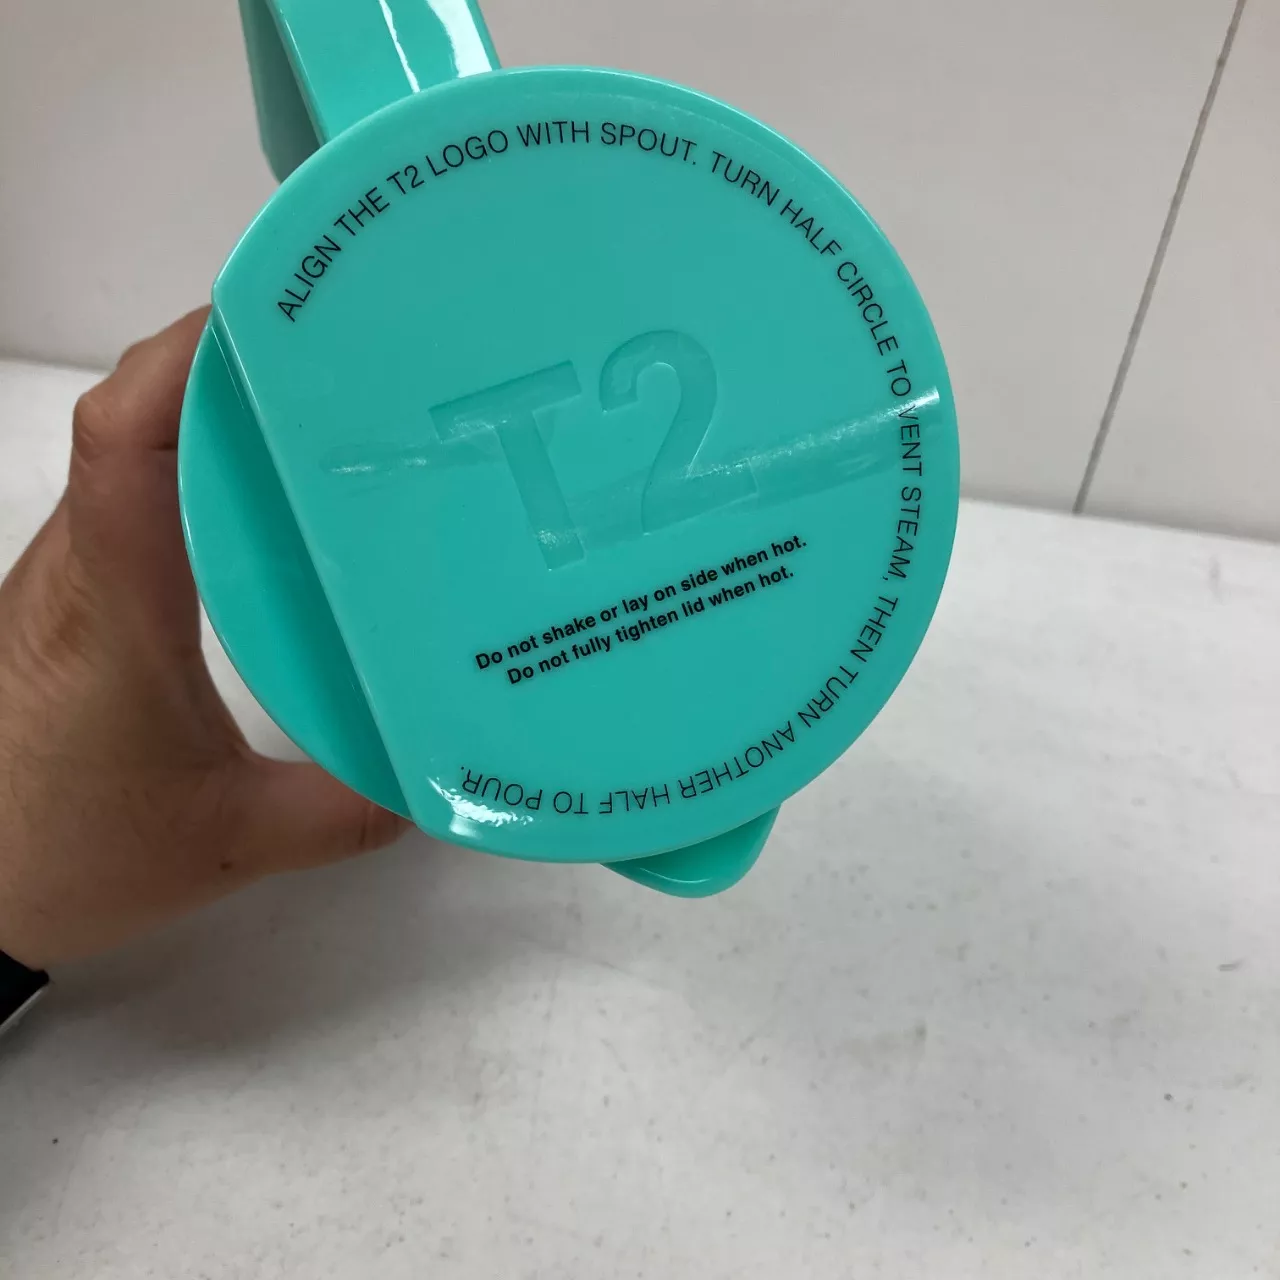 ALIGN THE T2 LOGO WITH SPOUT. TURN HALF CIRCLE TO VENT STEAM, THEN TURN ANOTHER HALF TO POUR.
T2
Do not shake or lay on side when hot.
Do not fully tighten lid when hot.